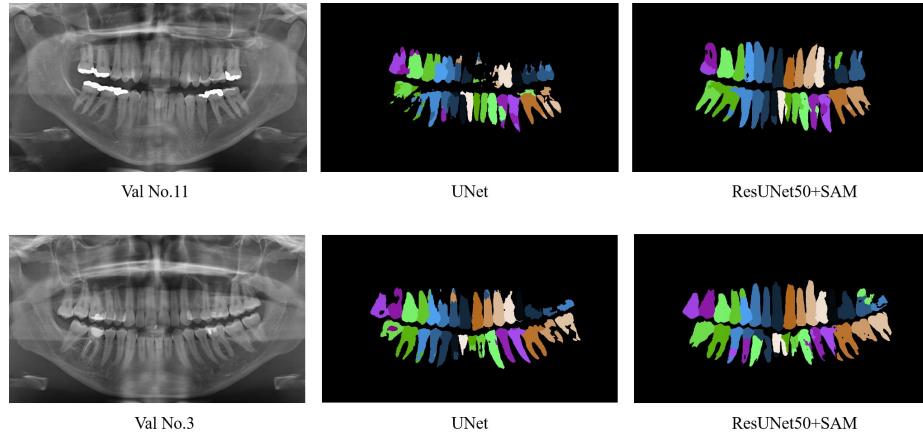 Val No.11
UNet
ResUNet50+SAM
Val No.3
UNet
ResUNet50+SAM